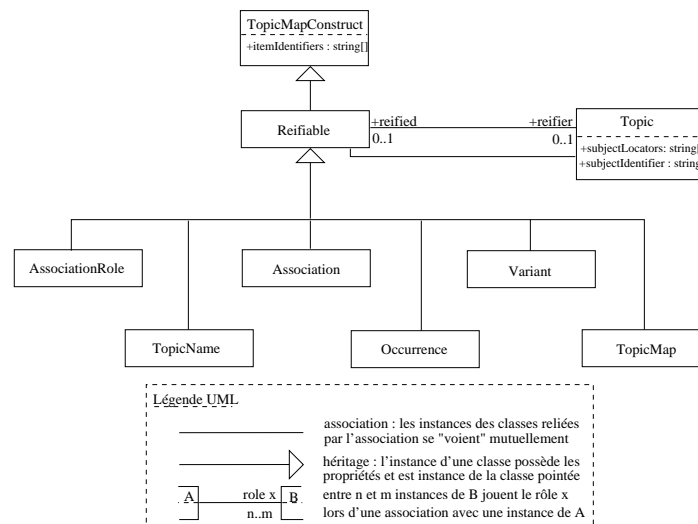 TopicMapConstruct
+itemIdentifiers : string[]
Reifiable
+reified
0..1
+reifier
0..1
Topic
+subjectLocators: string[
+subjectIdentifier : string
AssociationRole
Association
Variant
TopicName
Occurrence
TopicMap
Légende UML
association : les instances des classes reliées
par l'association se "voient" mutuellement
héritage : l'instance d'une classe possède les
propriétés et est instance de la classe pointée
A
role x
n..m
B
entre n et m instances de B jouent le rôle x
lors d'une association avec une instance de A